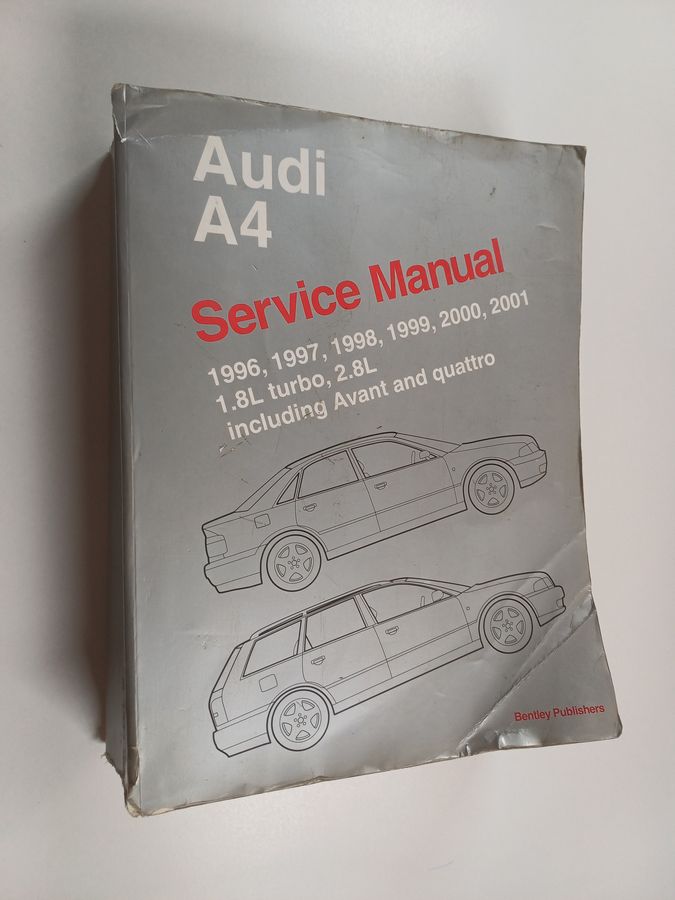 Audi
A4
Service Manual
1996, 1997, 1998, 1999, 2000, 2001
1.8L turbo, 2.8L
including Avant and quattro
Bentley Publishers